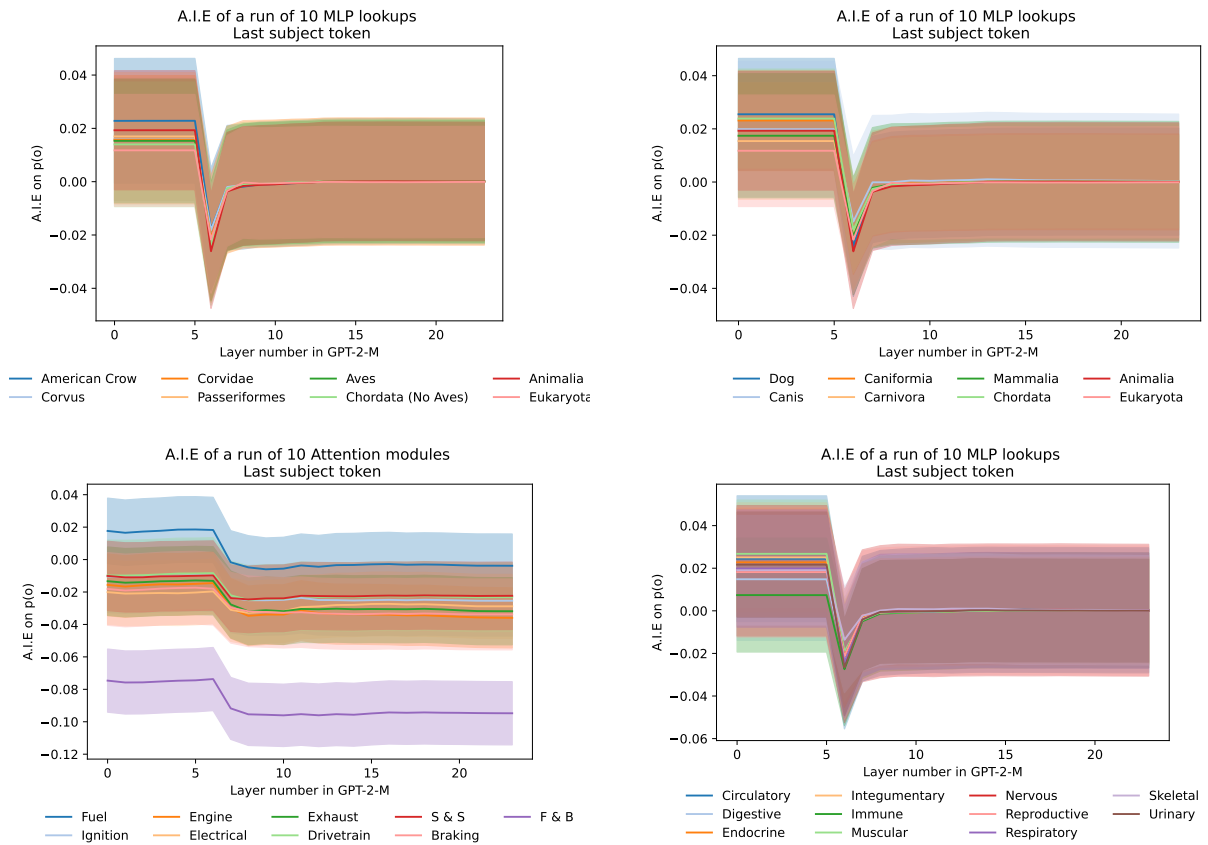 A.I.E of a run of 10 MLP lookups
Last subject token
A.I.E on p(o)
0.04
0.02
0.00
−0.02
−0.04
0 5 10 15 20
Layer number in GPT-2-M
American Crow Corvidae Aves Animalia
Corvus Passeriformes Chordata (No Aves) Eukaryota
A.I.E of a run of 10 MLP lookups
Last subject token
A.I.E on p(o)
0.04
0.02
0.00
−0.02
−0.04
0 5 10 15 20
Layer number in GPT-2-M
Dog Caniformia Mammalia Animalia
Canis Carnivora Chordata Eukaryota
A.I.E of a run of 10 Attention modules
Last subject token
A.I.E on p(o)
0.04
0.02
0.00
−0.02
−0.04
−0.06
−0.08
−0.10
−0.12
0 5 10 15 20
Layer number in GPT-2-M
Fuel Engine Exhaust S & S F & B
Ignition Electrical Drivetrain Braking
A.I.E of a run of 10 MLP lookups
Last subject token
A.I.E on p(o)
0.04
0.02
0.00
−0.02
−0.04
−0.06
0 5 10 15 20
Layer number in GPT-2-M
Circulatory Integumentary Nervous Skeletal
Digestive Immune Reproductive Urinary
Endocrine Muscular Respiratory